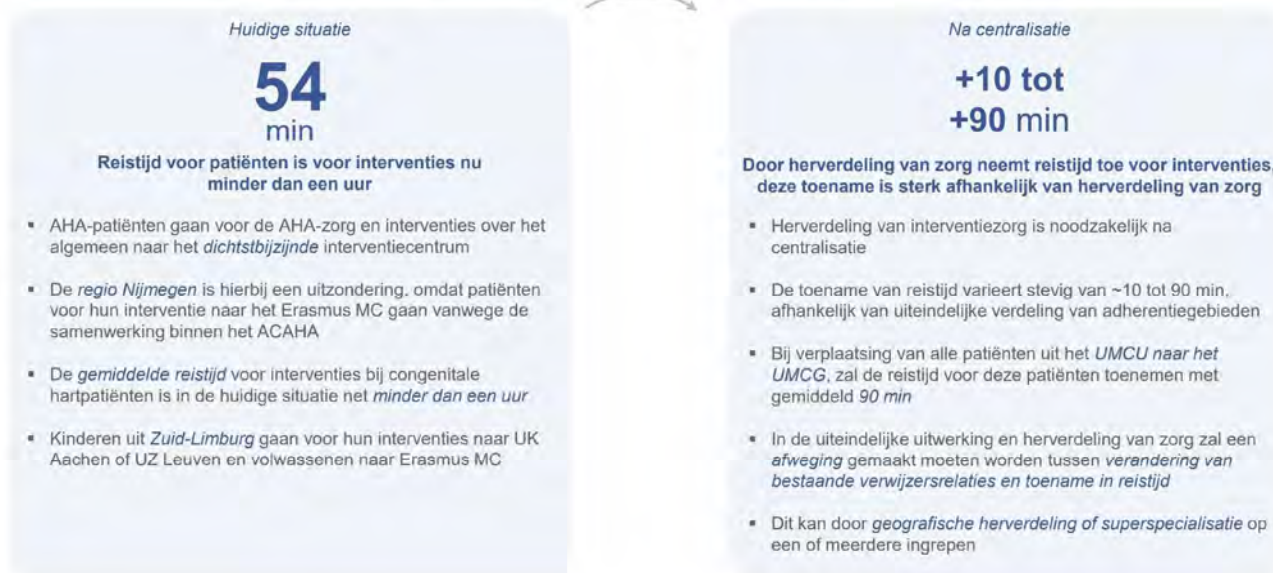 Huidige situatie
54
min
Reistijd voor patiënten is voor interventies nu
minder dan een uur
▪ AHA-patiënten gaan voor de AHA-zorg en interventies over het
algemeen naar het dichtstbijzijnde interventiecentrum
▪ De regio Nijmegen is hierbij een uitzondering, omdat patiënten
voor hun interventie naar het Erasmus MC gaan vanwege de
samenwerking binnen het ACAHA
▪ De gemiddelde reistijd voor interventies bij congenitale
hartpatiënten is in de huidige situatie net minder dan een uur
▪ Kinderen uit Zuid-Limburg gaan voor hun interventies naar UK
Aachen of UZ Leuven en volwassenen naar Erasmus MC
Na centralisatie
+10 tot
+90 min
Door herverdeling van zorg neemt reistijd toe voor interventies,
deze toename is sterk afhankelijk van herverdeling van zorg
▪ Herverdeling van interventiezorg is noodzakelijk na
centralisatie
▪ De toename van reistijd varieert stevig van ~10 tot 90 min,
afhankelijk van uiteindelijke verdeling van adherentiegebieden
▪ Bij verplaatsing van alle patiënten uit het UMCU naar het
UMCG, zal de reistijd voor deze patiënten toenemen met
gemiddeld 90 min
▪ In de uiteindelijke uitwerking en herverdeling van zorg zal een
afweging gemaakt moeten worden tussen verandering van
bestaande verwijzersrelaties en toename in reistijd
▪ Dit kan door geografische herverdeling of superspecialisatie op
een of meerdere ingrepen